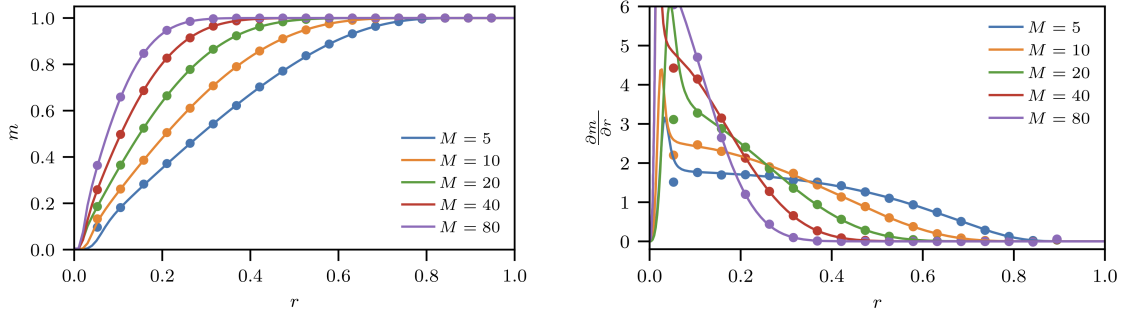 1.0
0.8
0.6
0.4
0.2
0.0
m
M = 5
M = 10
M = 20
M = 40
M = 80
0.0 0.2 0.4 0.6 0.8 1.0
r
6
5
4
3
2
1
0
∂m
∂r
M = 5
M = 10
M = 20
M = 40
M = 80
0.0 0.2 0.4 0.6 0.8 1.0
r